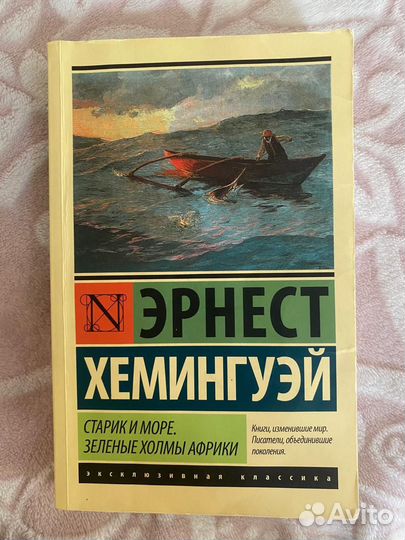 N
ЭРНЕСТ
ХЕМИНГУЭЙ
СТАРИК И МОРЕ.
ЗЕЛЕНЫЕ ХОЛМЫ АФРИКИ
Книги, изменившие мир.
Писатели, объединившие
поколения.
эксклюзивная классика
Avito